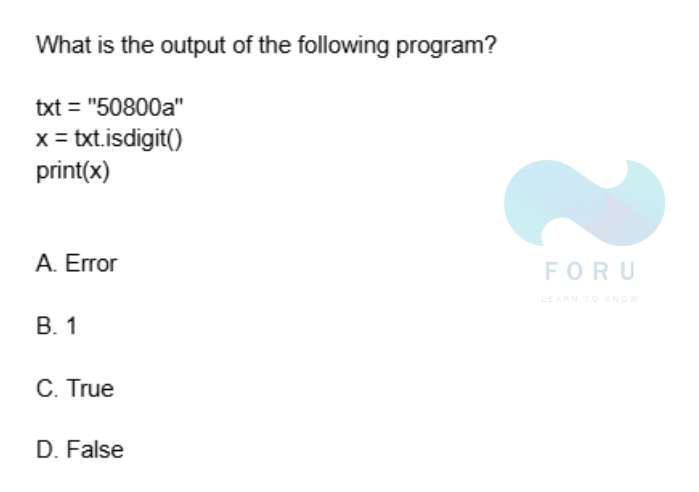 What is the output of the following program?
txt = "50800a"
x = txt.isdigit()
print(x)
A. Error
B. 1
C. True
D. False
FORU
LEARN TO KNOW